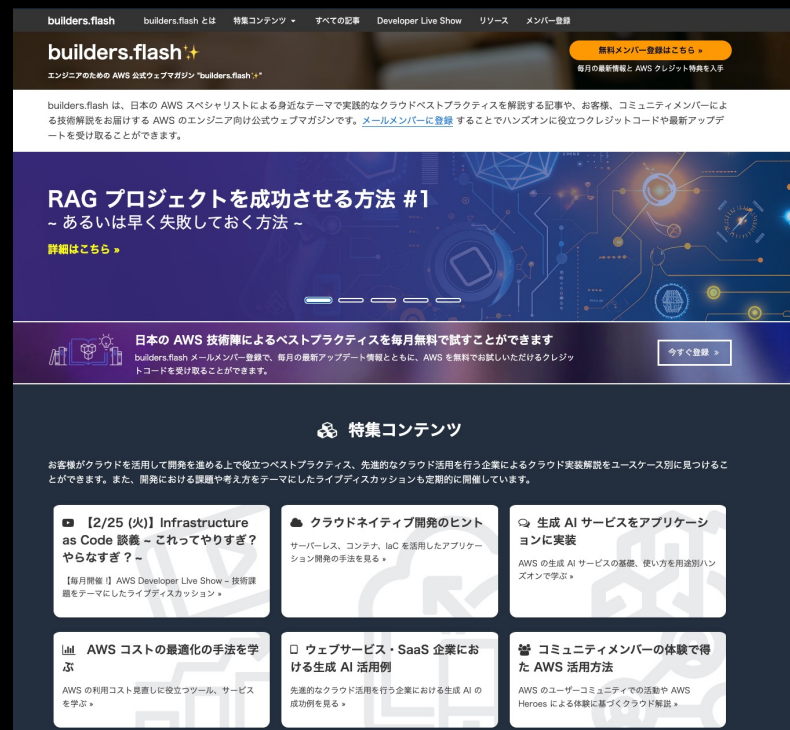 builders.flash
builders.flash とは
特集コンテンツ
すべての記事
Developer Live Show
リソース
メンバー登録
builders.flash✨
エンジニアのための AWS 公式ウェブマガジン "builders.flash✨"
無料メンバー登録はこちら »
毎月の最新情報と AWS クレジット特典を入手
builders.flash は、日本の AWS スペシャリストによる身近なテーマで実践的なクラウドベストプラクティスを解説する記事や、お客様、コミュニティメンバーによ
る技術解説をお届けする AWS のエンジニア向け公式ウェブマガジンです。メールメンバーに登録 することでハンズオンに役立つクレジットコードや最新アップデ
ートを受け取ることができます。
RAG プロジェクトを成功させる方法 #1
~ あるいは早く失敗しておく方法 ~
詳細はこちら »
日本の AWS 技術陣によるベストプラクティスを毎月無料で試すことができます
builders.flash メールメンバー登録で、毎月の最新アップデート情報とともに、AWS を無料でお試しいただけるクレジッ
トコードを受け取ることができます。
今すぐ登録 »
特集コンテンツ
お客様がクラウドを活用して開発を進める上で役立つベストプラクティス、先進的なクラウド活用を行う企業によるクラウド実装解説をユースケース別に見つけるこ
とができます。また、開発における課題や考え方をテーマにしたライブディスカッションも定期的に開催しています。
【2/25 (火)】Infrastructure
as Code 談義 ~ これってやりすぎ ?
やらなすぎ ? ~
【毎月開催 !】AWS Developer LIve Show ~ 技術課
題をテーマにしたライブディスカッション »
クラウドネイティブ開発のヒント
サーバーレス、コンテナ、IaC を活用したアプリケー
ション開発の手法を見る »
生成 AI サービスをアプリケーシ
ョンに実装
AWS の生成 AI サービスの基礎、使い方を用途別ハン
ズオンで学ぶ »
AWS コストの最適化の手法を学
ぶ
AWS の利用コスト見直しに役立つツール、サービス
を学ぶ »
ウェブサービス・SaaS 企業にお
ける生成 AI 活用例
先進的なクラウド活用を行う企業における生成 AI の
成功例を見る »
コミュニティメンバーの体験で得
た AWS 活用方法
AWS のユーザーコミュニティでの活動や AWS
Heroes による体験に基づくクラウド解説 »